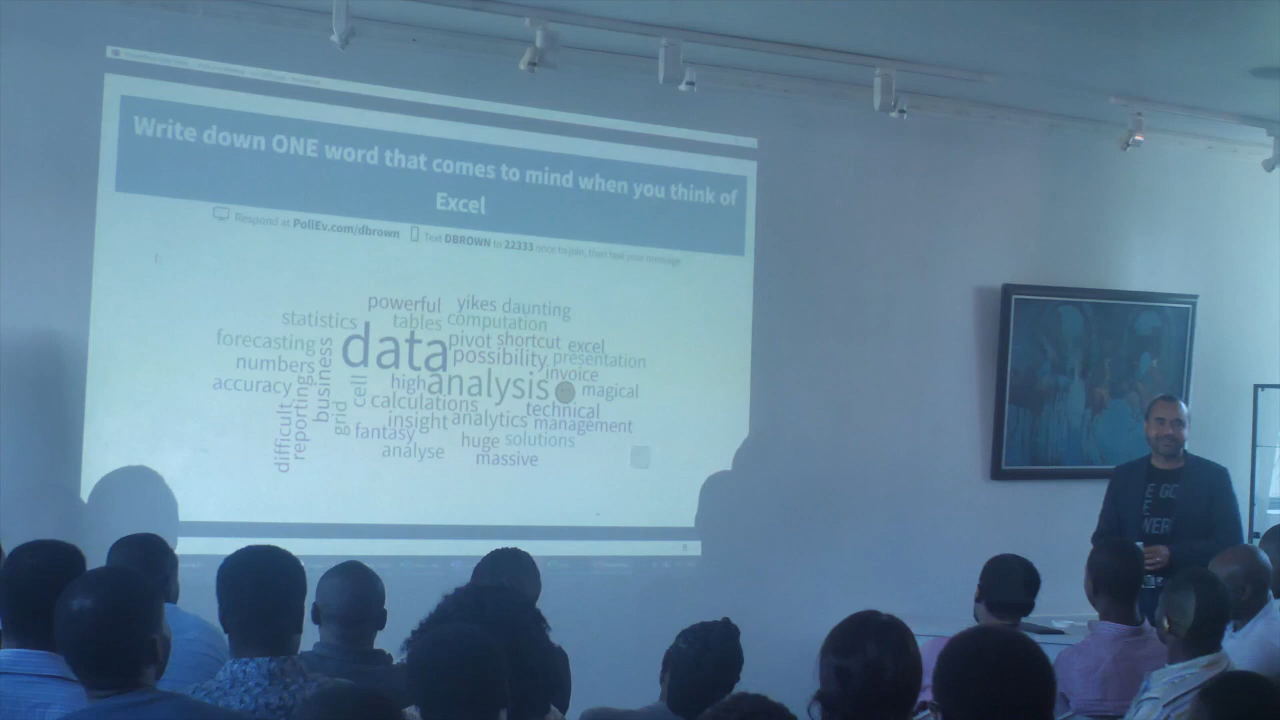 Write down ONE word that comes to mind when you think of
Excel
Respond at PollEv.com/dbrown Text DBROWN to 22333 once to join, then text your message
powerful yikes daunting
statistics tables computation
forecasting data pivot shortcut excel
numbers business possibility presentation
accuracy cell high analysis invoice magical
reporting grid calculations technical
difficult insight analytics management
fantasy huge solutions
analyse massive
8
E GO
E
WER